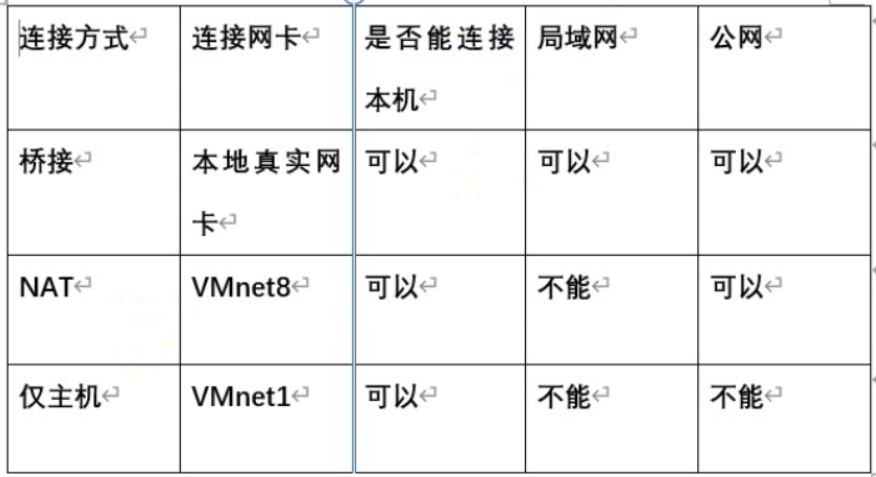 连接方式 连接网卡 是否能连接 局域网 公网
本机
桥接 本地真实网 可以 可以 可以
卡
NAT VMnet8 可以 不能 可以
仅主机 VMnet1 可以 不能 不能